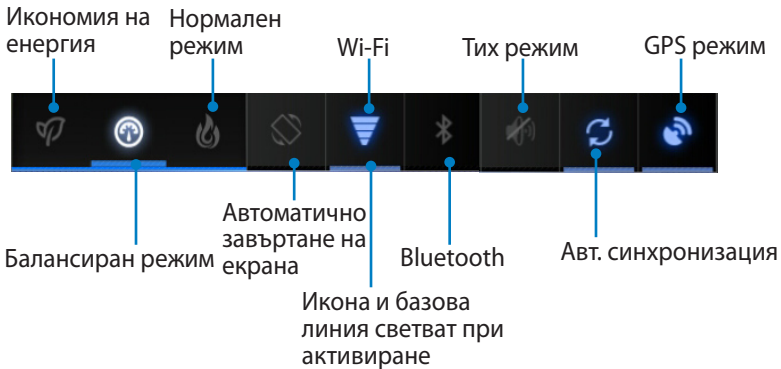 Икономия на
енергия
Нормален
режим
Wi-Fi
Тих режим
GPS режим
Балансиран режим
Автоматично
завъртане на
екрана
Икона и базова
линия светват при
активиране
Bluetooth
Авт. синхронизация